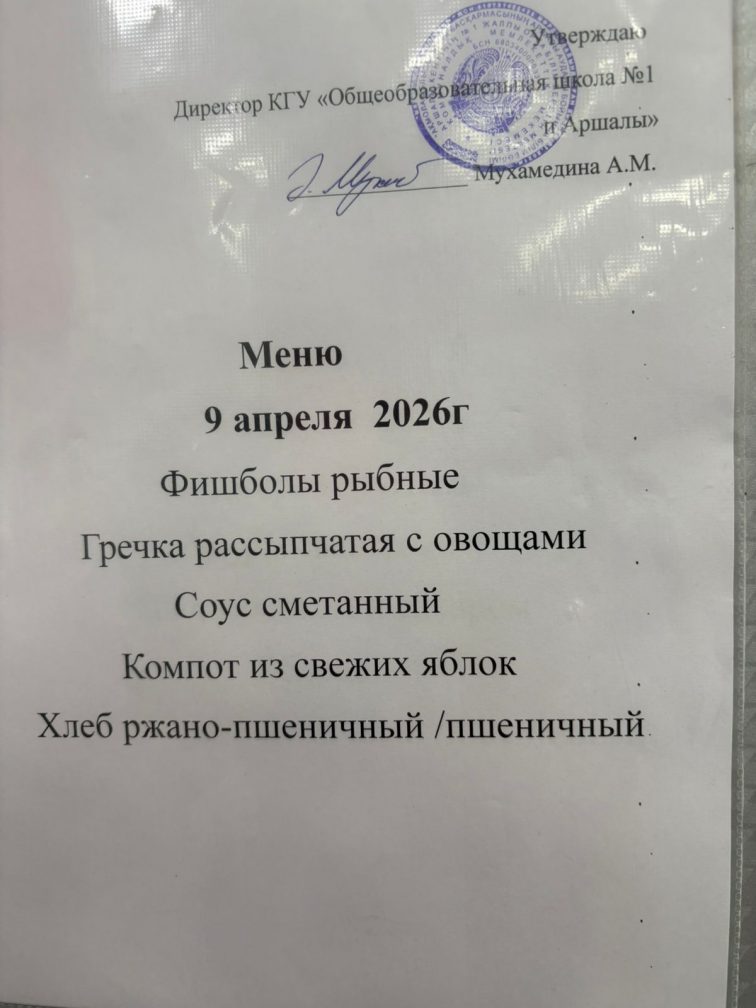 Утверждаю
Директор КГУ «Общеобразовательная школа №1
п Аршалы»
Мухамедина А.М.
Меню
9 апреля 2026г
Фишболы рыбные
Гречка рассыпчатая с овощами
Соус сметанный
Компот из свежих яблок
Хлеб ржано-пшеничный /пшеничный